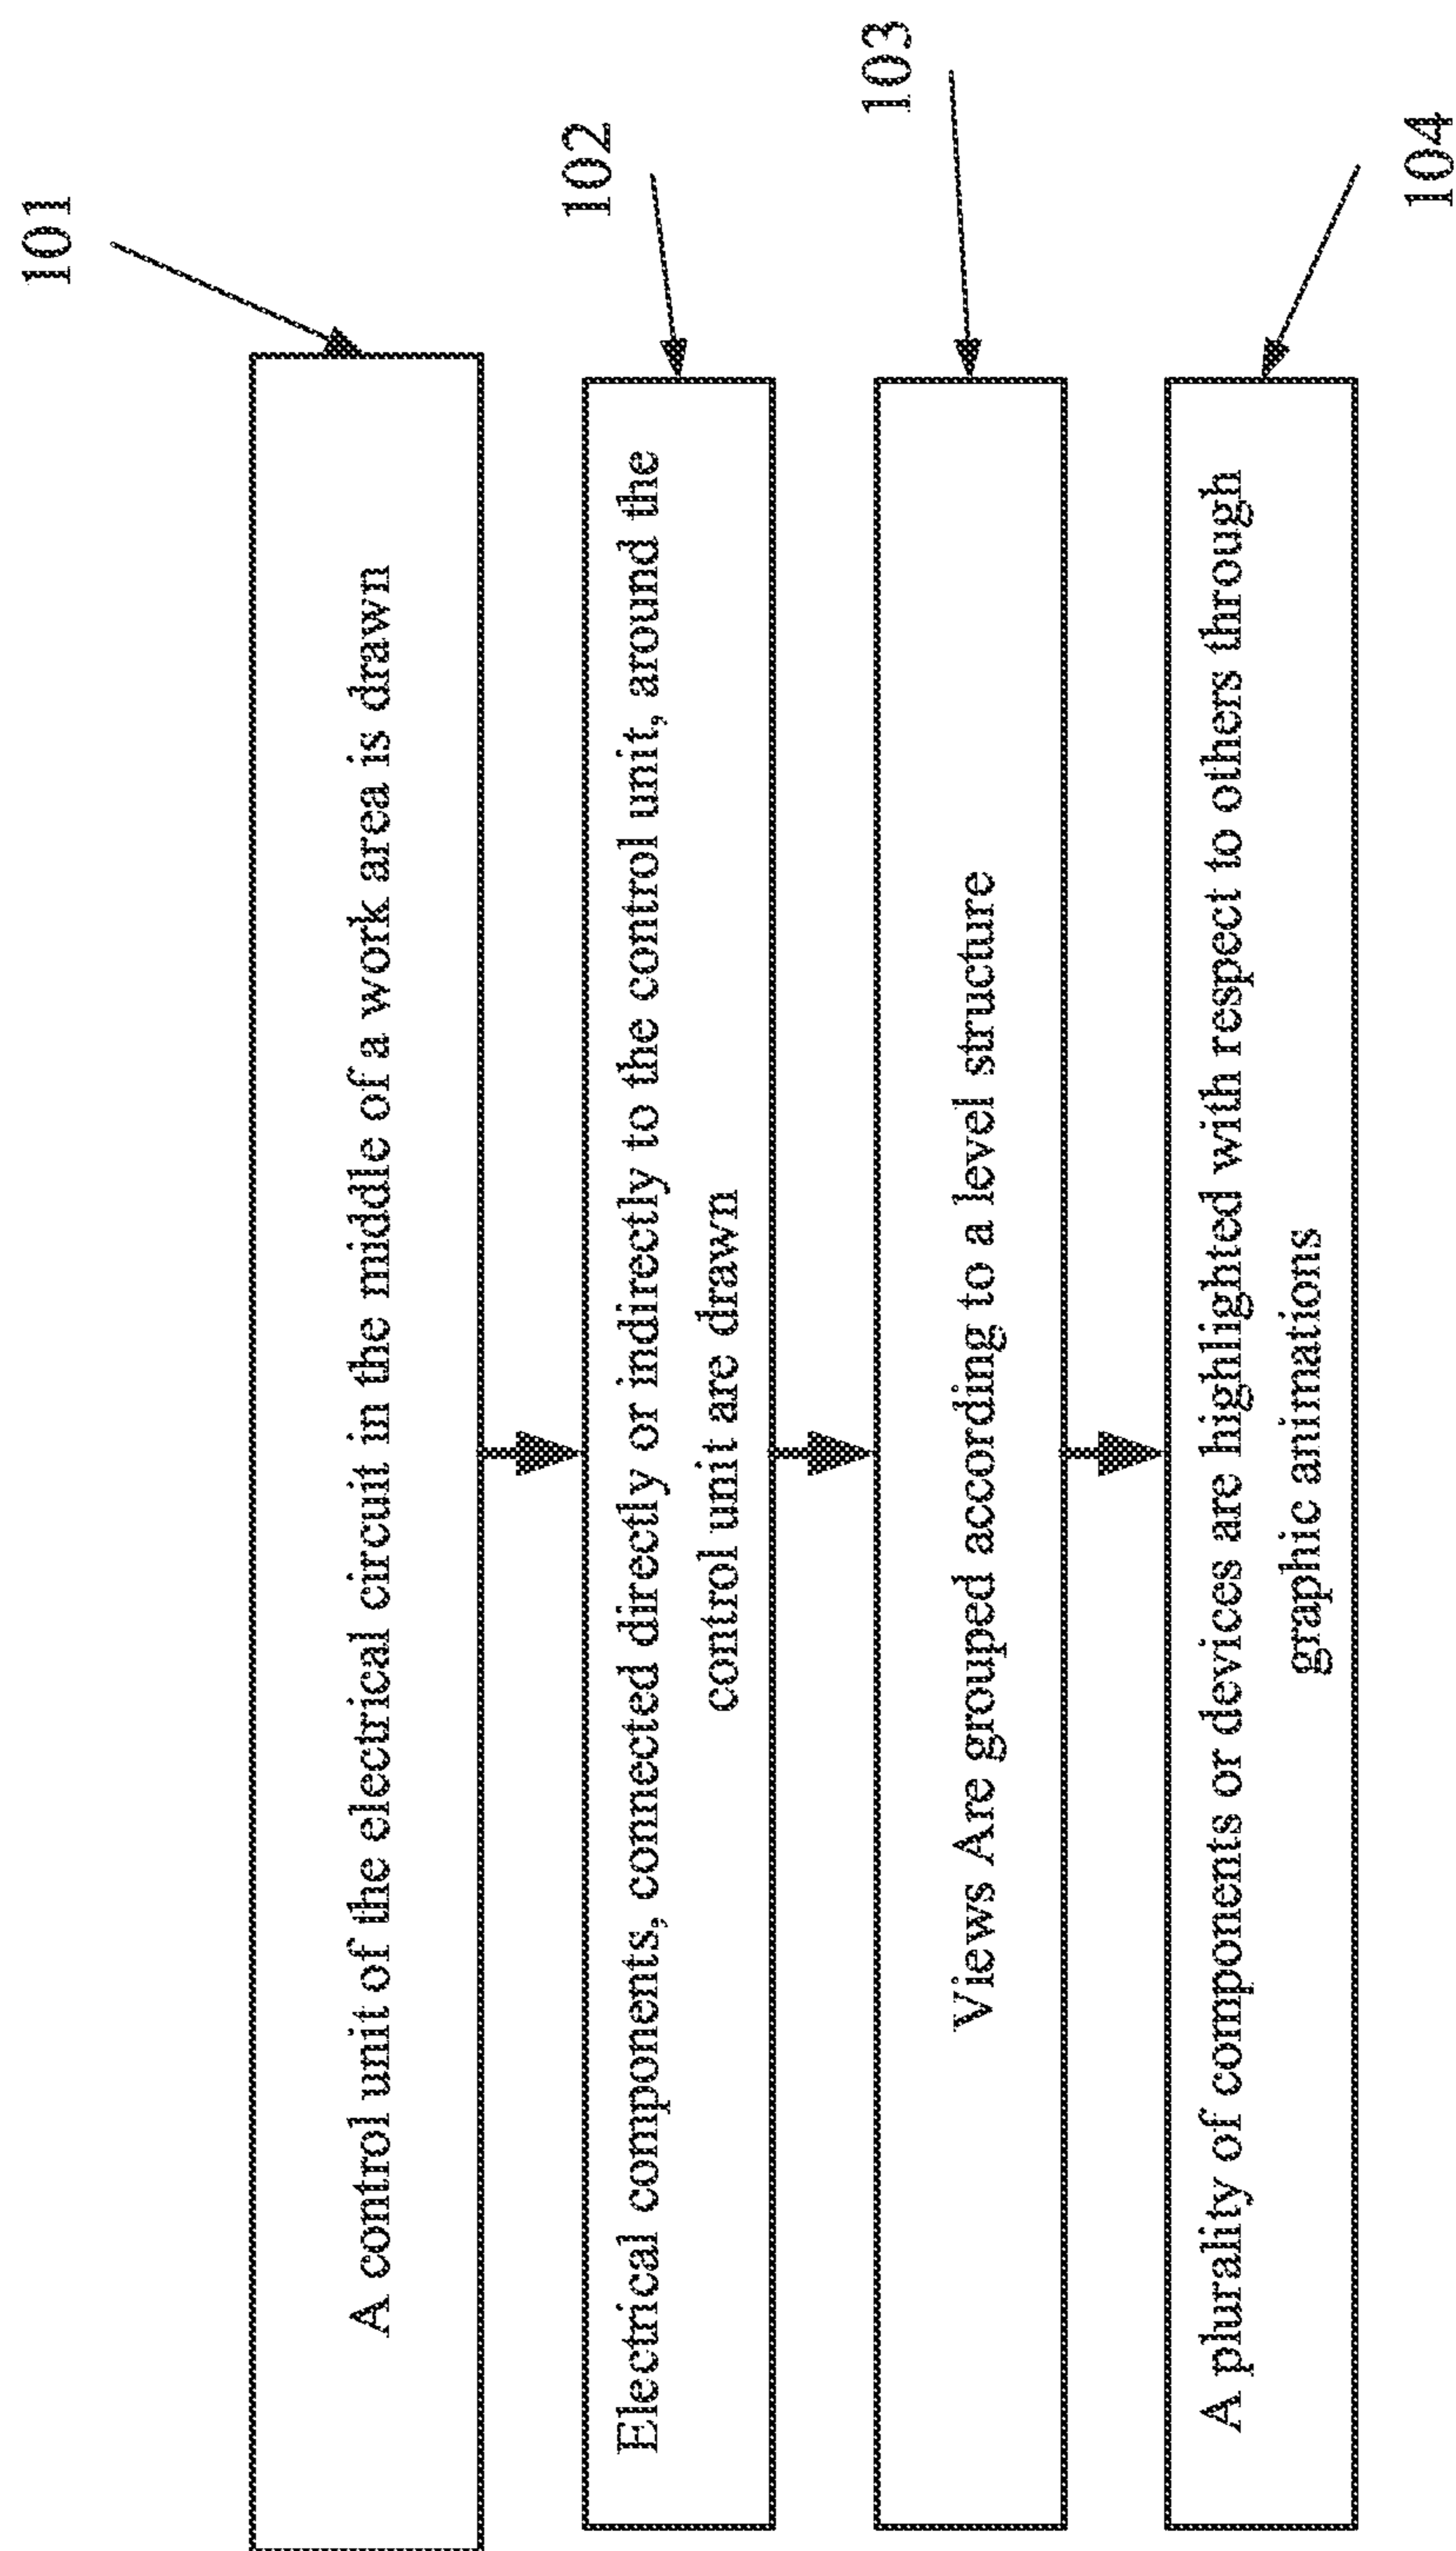 101
A control unit of the electrical circuit in the middle of a work area is drawn
102
Electrical components, connected directly or indirectly to the control unit, around the
control unit are drawn
103
Views Are grouped according to a level structure
104
A plurality of components or devices are highlighted with respect to others through
graphic animations